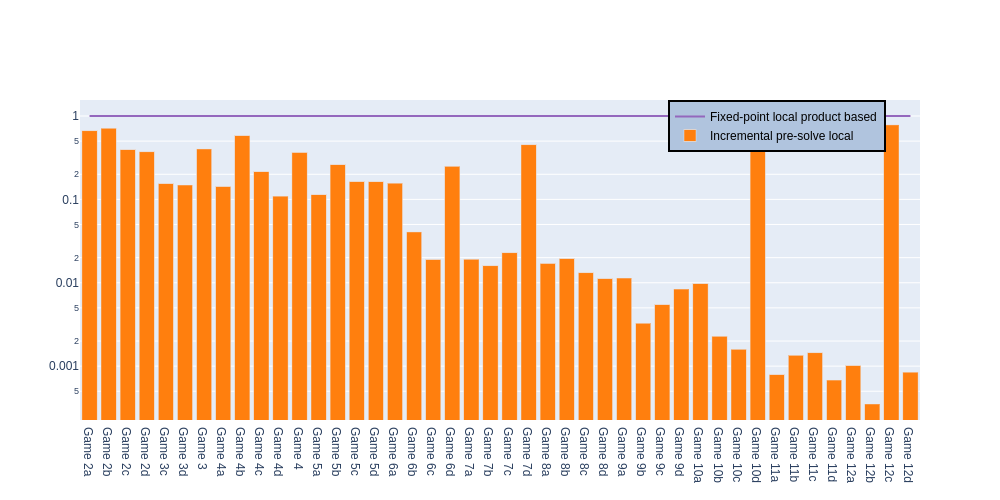 Fixed-point local product based
Incremental pre-solve local
1
5
2
0.1
5
2
0.01
5
2
0.001
5
Game 2a
Game 2b
Game 2c
Game 2d
Game 3c
Game 3d
Game 3
Game 4a
Game 4b
Game 4c
Game 4d
Game 4
Game 5a
Game 5b
Game 5c
Game 5d
Game 6a
Game 6b
Game 6c
Game 6d
Game 7a
Game 7b
Game 7c
Game 7d
Game 8a
Game 8b
Game 8c
Game 8d
Game 9a
Game 9b
Game 9c
Game 9d
Game 10a
Game 10b
Game 10c
Game 10d
Game 11a
Game 11b
Game 11c
Game 11d
Game 12a
Game 12b
Game 12c
Game 12d